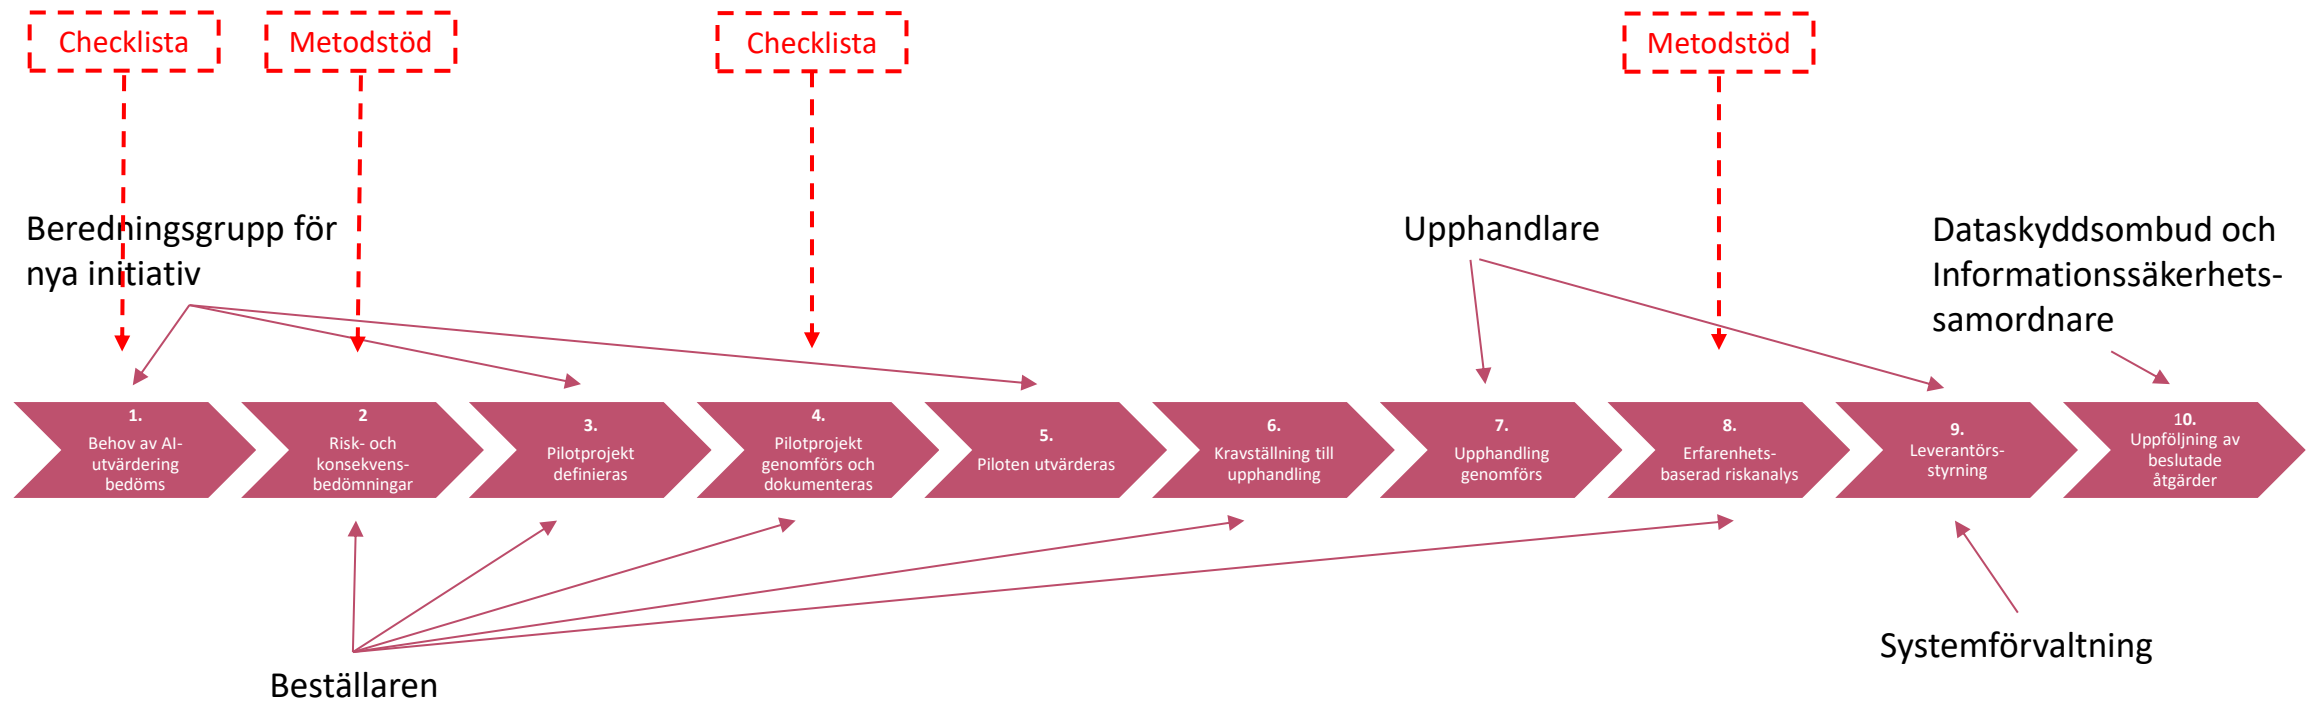 Checklista
Metodstöd
Checklista
Metodstöd
Beredningsgrupp för
nya initiativ
Upphandlare
Dataskyddsombud och
Informationssäkerhets-
samordnare
1.
Behov av AI-
utvärdering
bedöms
2
Risk- och
konsekvens-
bedömningar
3.
Pilotprojekt
definieras
4.
Pilotprojekt
genomförs och
dokumenteras
5.
Piloten utvärderas
6.
Kravställning till
upphandling
7.
Upphandling
genomförs
8.
Erfarenhets-
baserad riskanalys
9.
Leverantörs-
styrning
10.
Uppföljning av
beslutade
åtgärder
Systemförvaltning
Beställaren